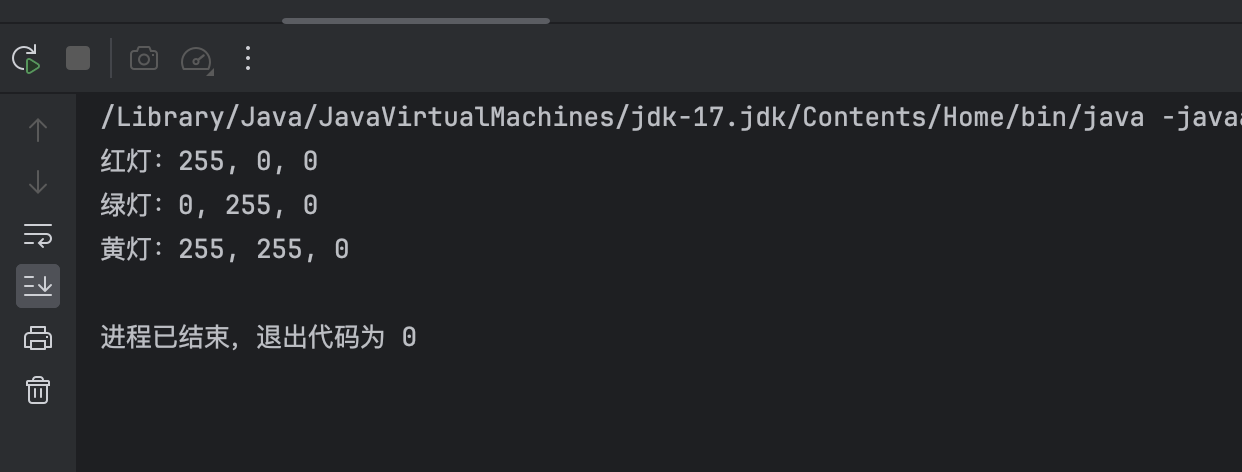 /Library/Java/JavaVirtualMachines/jdk-17.jdk/Contents/Home/bin/java
红灯：255, 0, 0
绿灯：0, 255, 0
黄灯：255, 255, 0
进程已结束，退出代码为 0